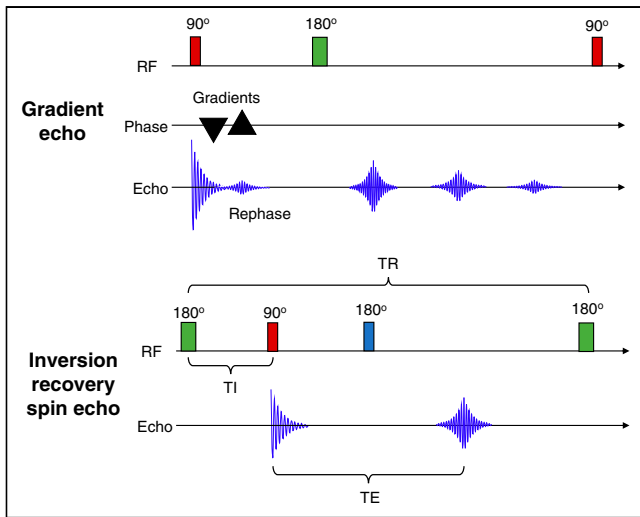 90º 180º 90º
RF
Gradients
Gradient
echo
Phase
Echo
Rephase
TR
180º 90º 180º 180º
RF
Inversion
recovery
spin echo
TI
Echo
TE